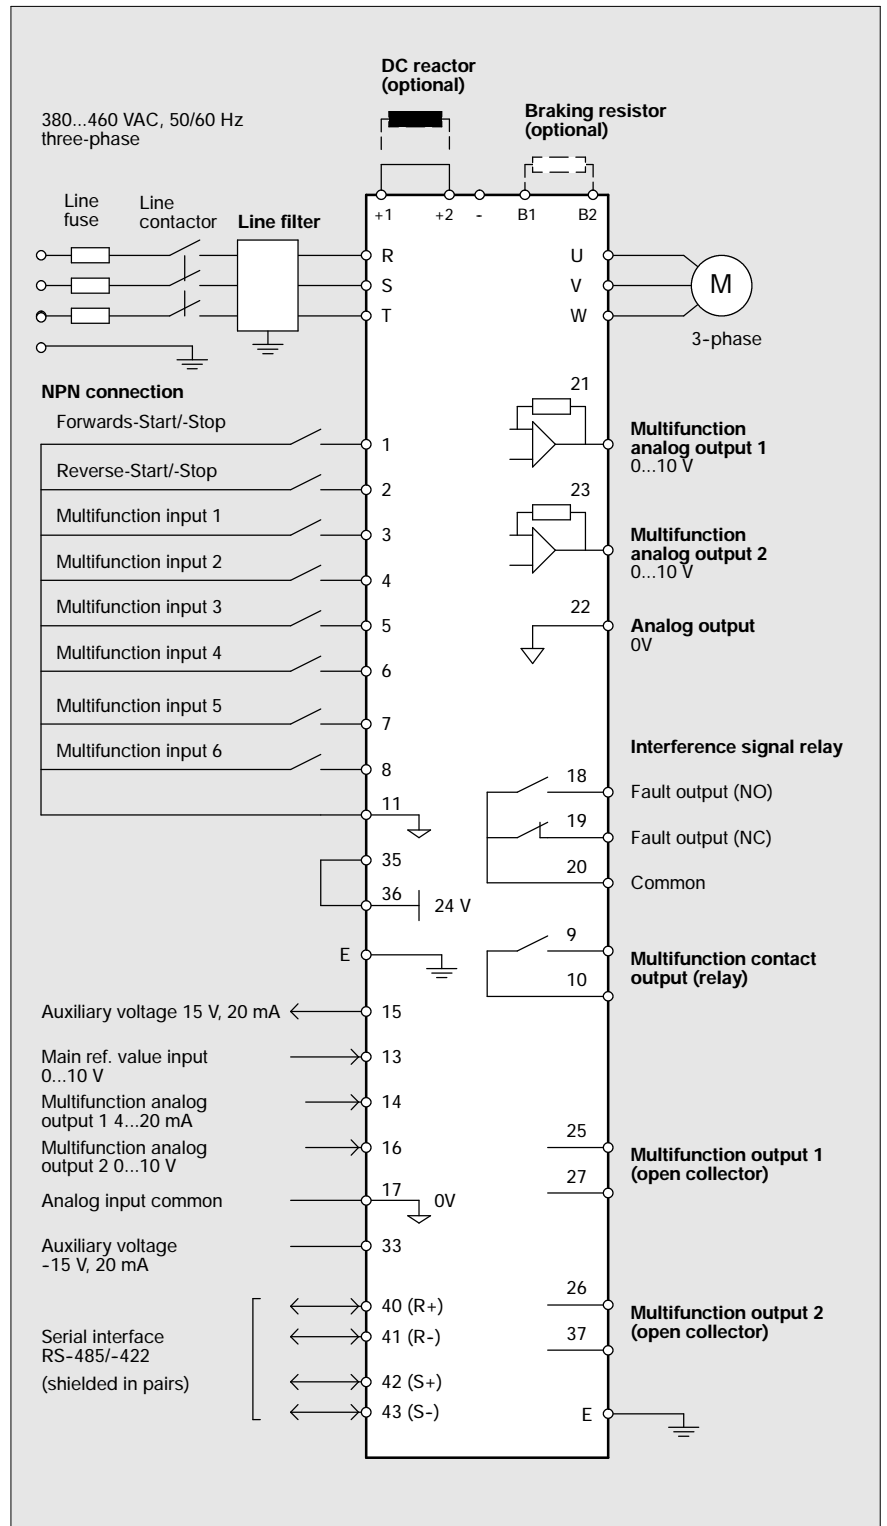 DC reactor
(optional)
Braking resistor
(optional)
380...460 VAC, 50/60 Hz
three-phase
Line
fuse
Line
contactor
Line filter
+1
+2
-
B1
B2
R
S
T
U
V
W
M
3-phase
NPN connection
Forwards-Start/-Stop
1
Reverse-Start/-Stop
2
Multifunction input 1
3
Multifunction input 2
4
Multifunction input 3
5
Multifunction input 4
6
Multifunction input 5
7
Multifunction input 6
8
11
35
36
24 V
E
Auxiliary voltage 15 V, 20 mA
15
Main ref. value input
0...10 V
13
Multifunction analog
output 1 4...20 mA
14
Multifunction analog
output 2 0...10 V
16
Analog input common
17
0V
Auxiliary voltage
-15 V, 20 mA
33
Serial interface
RS-485/-422
(shielded in pairs)
40 (R+)
41 (R-)
42 (S+)
43 (S-)
21
Multifunction
analog output 1
0...10 V
23
Multifunction
analog output 2
0...10 V
22
Analog output
0V
Interference signal relay
18
Fault output (NO)
19
Fault output (NC)
20
Common
9
10
Multifunction contact
output (relay)
25
27
Multifunction output 1
(open collector)
26
37
Multifunction output 2
(open collector)
E